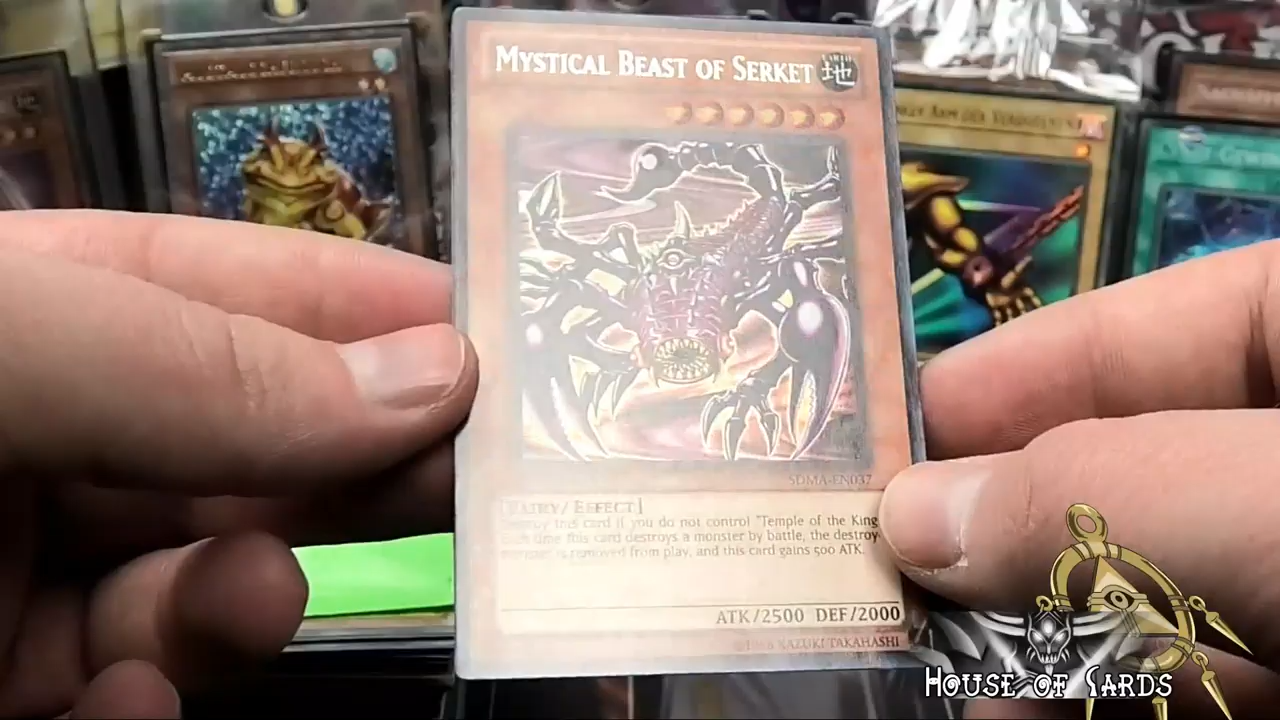 MYSTICAL BEAST OF SERKET
地
SDMA-EN037
[FAIRY/EFFECT]
Destroy this card if you do not control "Temple of the King
Each time this card destroys a monster by battle, the destroy
monster is removed from play, and this card gains 500 ATK.
ATK/2500 DEF/2000
KAZUKI TAKAHASHI
HOUSE OF CARDS